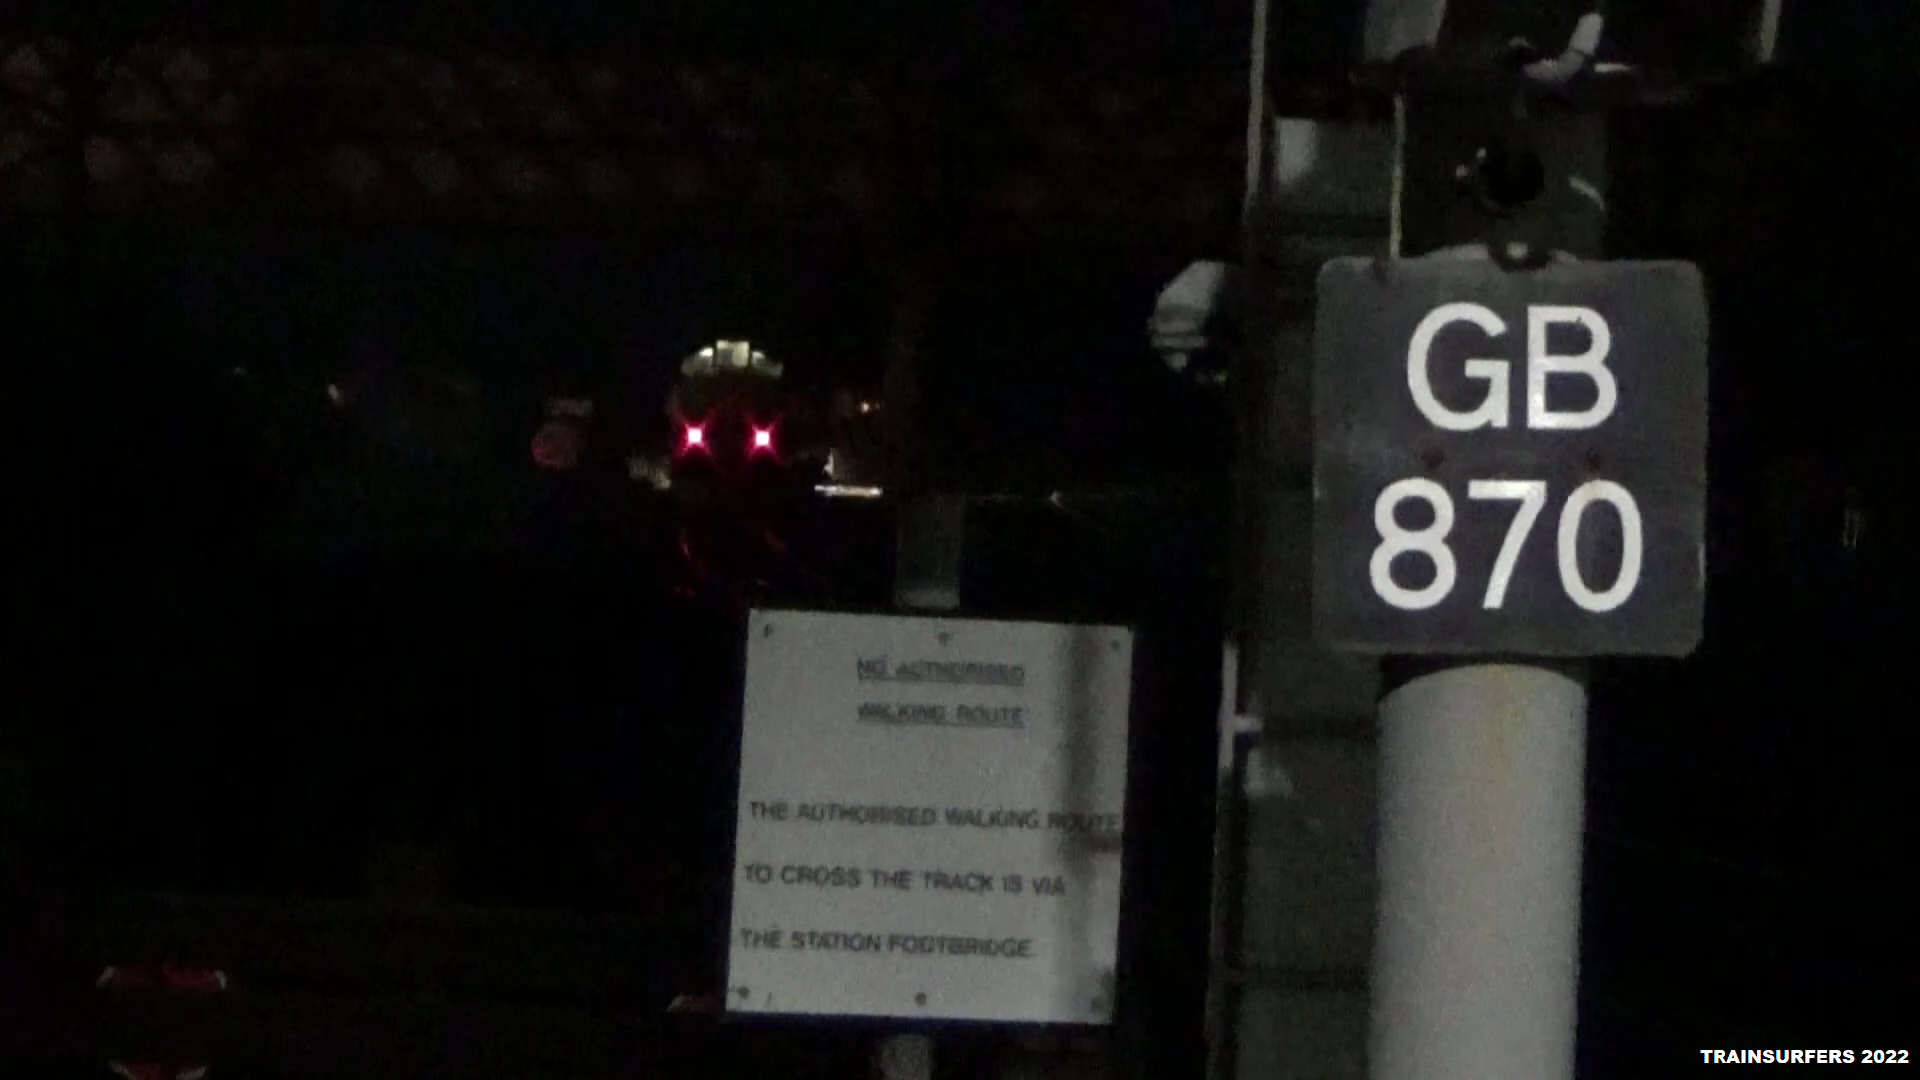 GB
870
NO AUTHORISED
WALKING ROUTE
THE AUTHORISED WALKING ROUTE
TO CROSS THE TRACK IS VIA
THE STATION FOOTBRIDGE
TRAINSURFERS 2022